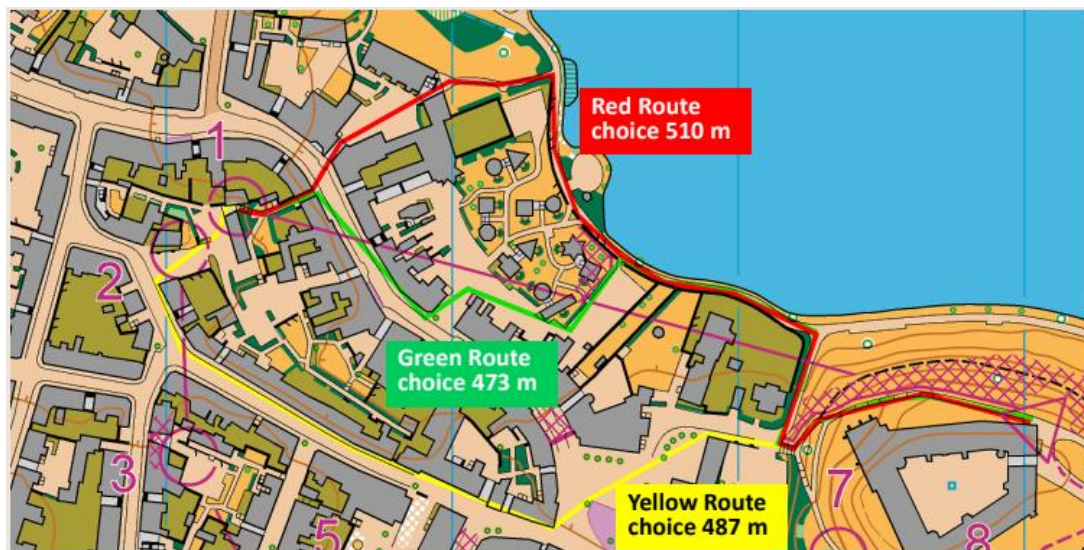 1
Red Route
choice 510 m
2
Green Route
choice 473 m
3
Yellow Route
choice 487 m
7
5
8